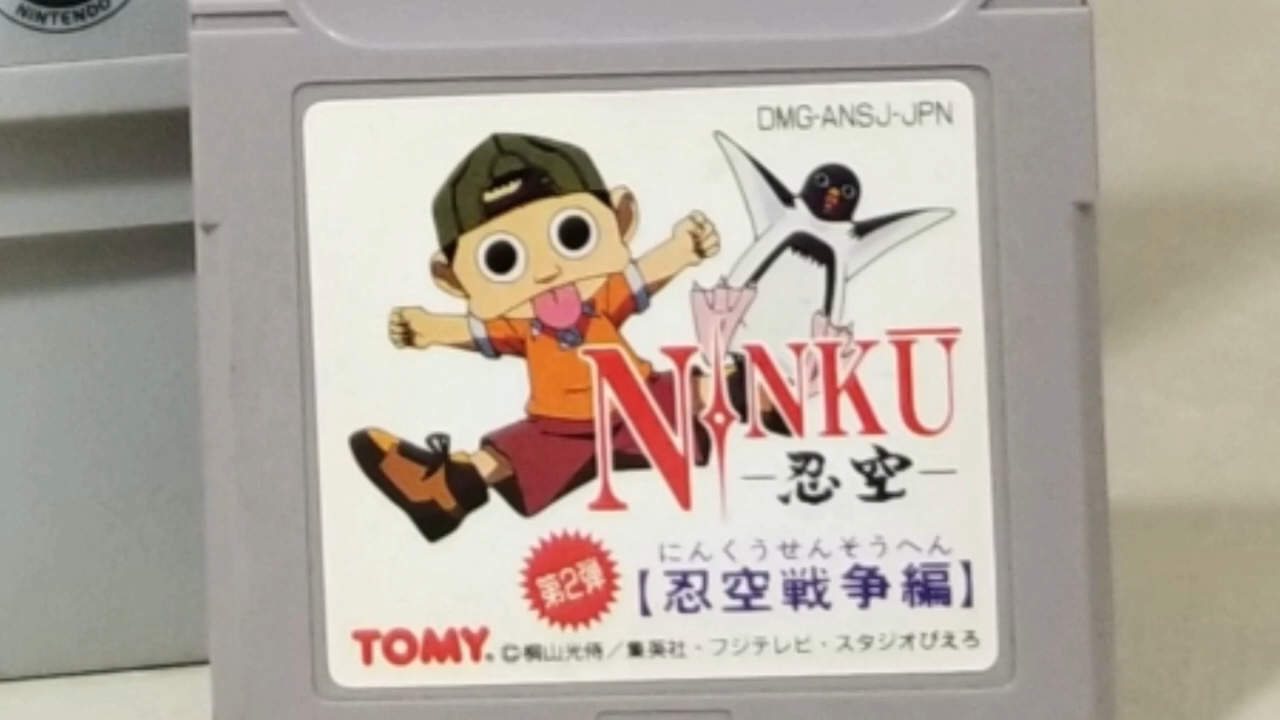 NINTENDO
DMG-ANSJ-JPN
NINKŪ
―忍空―
にんくうせんそうへん
第2弾
【忍空戦争編】
TOMY. ©桐山光侍／集英社・フジテレビ・スタジオぴえろ